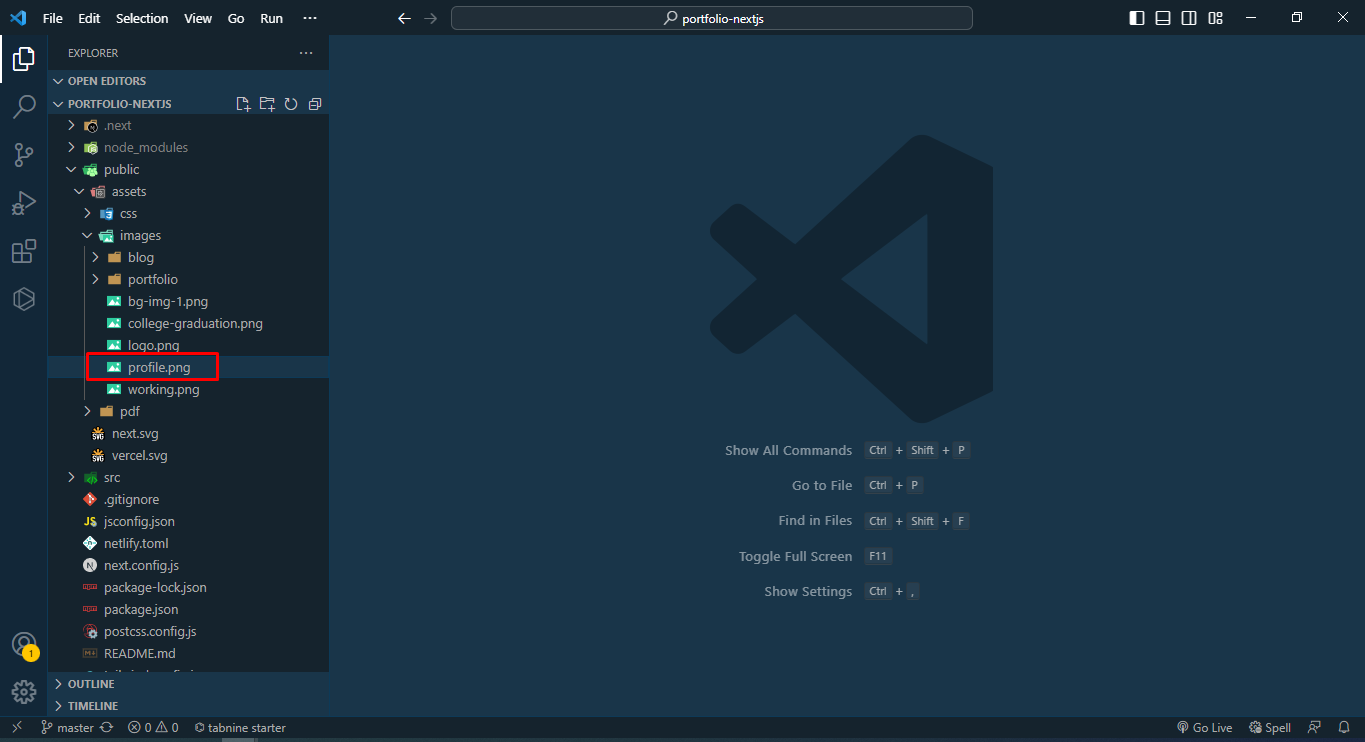 File Edit Selection View Go Run ···
portfolio-nextjs
EXPLORER ···
OPEN EDITORS
PORTFOLIO-NEXTJS
.next
node_modules
public
assets
css
images
blog
portfolio
bg-img-1.png
college-graduation.png
logo.png
profile.png
working.png
pdf
next.svg
vercel.svg
src
.gitignore
jsconfig.json
netlify.toml
next.config.js
package-lock.json
package.json
postcss.config.js
README.md
OUTLINE
TIMELINE
Show All Commands Ctrl + Shift + P
Go to File Ctrl + P
Find in Files Ctrl + Shift + F
Toggle Full Screen F11
Show Settings Ctrl + ,
1
master 0 0 tabnine starter Go Live Spell